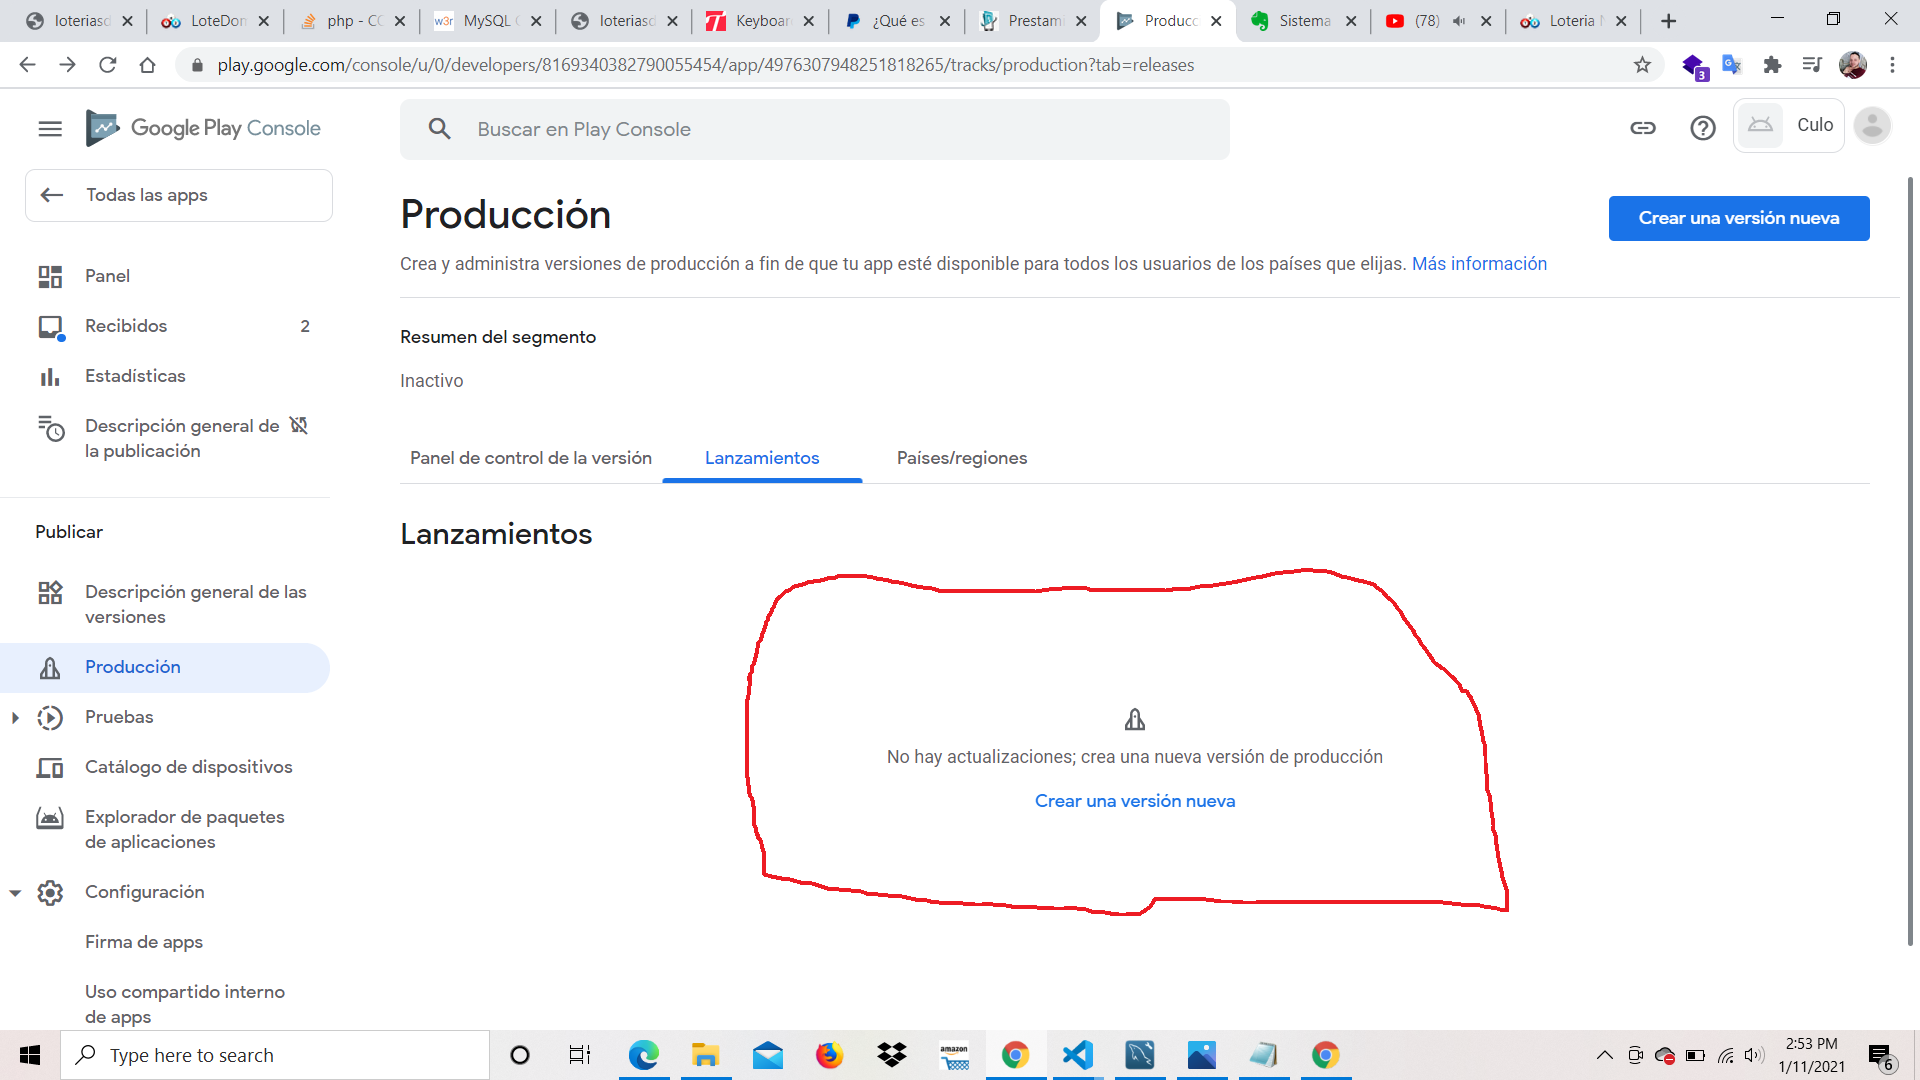 loteriasd
LoteDom
php - CC
MySQL
loteriasd
Keyboar
¿Qué es
Prestam
Producc
Sistema
(78)
Loteria
play.google.com/console/u/0/developers/8169340382790055454/app/4976307948251818265/tracks/production?tab=releases
3
Google Play Console
Buscar en Play Console
Culo
Todas las apps
Panel
Recibidos 2
Estadísticas
Descripción general de
la publicación
Publicar
Descripción general de las
versiones
Producción
Pruebas
Catálogo de dispositivos
Explorador de paquetes
de aplicaciones
Configuración
Firma de apps
Uso compartido interno
de apps
Producción
Crear una versión nueva
Crea y administra versiones de producción a fin de que tu app esté disponible para todos los usuarios de los países que elijas. Más información
Resumen del segmento
Inactivo
Panel de control de la versión
Lanzamientos
Países/regiones
Lanzamientos
No hay actualizaciones; crea una nueva versión de producción
Crear una versión nueva
Type here to search
amazon
2:53 PM
1/11/2021
6